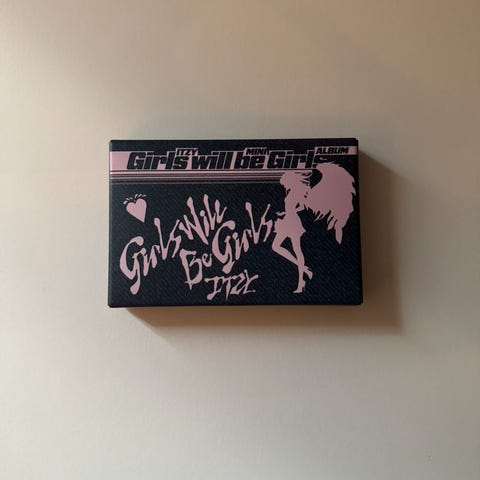 ITZY MINI ALBUM
Girls will be Girls
Girls Will
Be Girls
ITZY